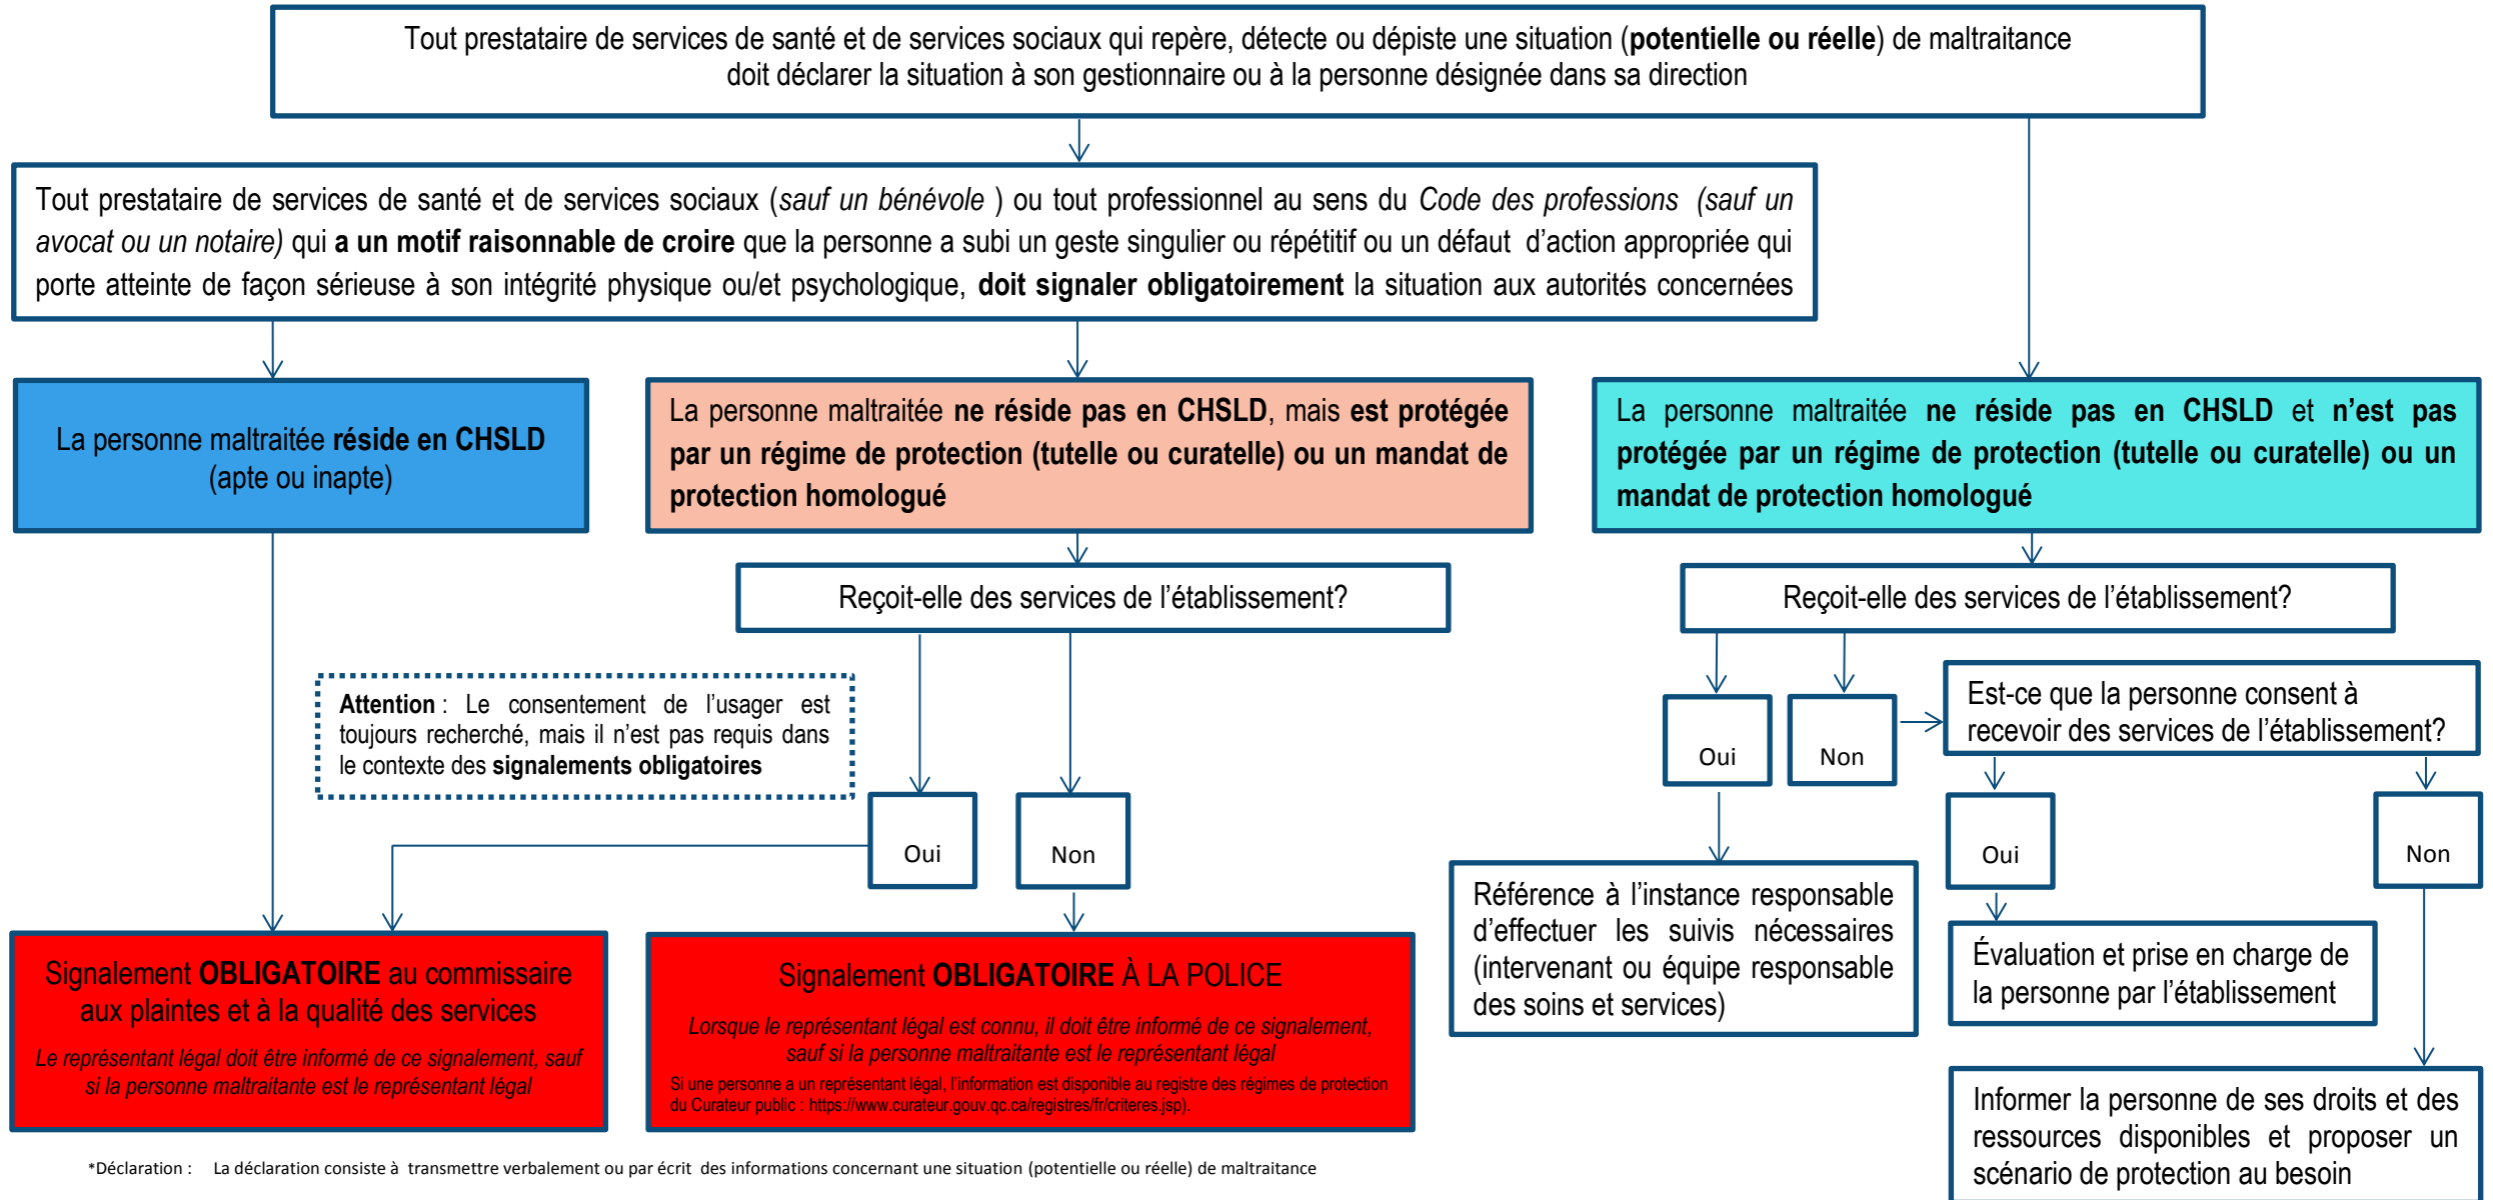 Tout prestataire de services de santé et de services sociaux qui repère, détecte ou dépiste une situation (potentielle ou réelle) de maltraitance
doit déclarer la situation à son gestionnaire ou à la personne désignée dans sa direction
Tout prestataire de services de santé et de services sociaux (sauf un bénévole ) ou tout professionnel au sens du Code des professions (sauf un
avocat ou un notaire) qui a un motif raisonnable de croire que la personne a subi un geste singulier ou répétitif ou un défaut d'action appropriée qui
porte atteinte de façon sérieuse à son intégrité physique ou/et psychologique, doit signaler obligatoirement la situation aux autorités concernées
La personne maltraitée réside en CHSLD
(apte ou inapte)
La personne maltraitée ne réside pas en CHSLD, mais est protégée
par un régime de protection (tutelle ou curatelle) ou un mandat de
protection homologué
La personne maltraitée ne réside pas en CHSLD et n'est pas
protégée par un régime de protection (tutelle ou curatelle) ou un
mandat de protection homologué
Reçoit-elle des services de l'établissement?
Reçoit-elle des services de l'établissement?
Attention : Le consentement de l'usager est
toujours recherché, mais il n'est pas requis dans
le contexte des signalements obligatoires
Oui
Non
Est-ce que la personne consent à
recevoir des services de l'établissement?
Oui
Non
Oui
Non
Référence à l'instance responsable
d'effectuer les suivis nécessaires
(intervenant ou équipe responsable
des soins et services)
Évaluation et prise en charge de
la personne par l'établissement
Signalement OBLIGATOIRE au commissaire
aux plaintes et à la qualité des services
Le représentant légal doit être informé de ce signalement, sauf
si la personne maltraitante est le représentant légal
Signalement OBLIGATOIRE À LA POLICE
Lorsque le représentant légal est connu, il doit être informé de ce signalement,
sauf si la personne maltraitante est le représentant légal
Si une personne a un représentant légal, l'information est disponible au registre des régimes de protection
du Curateur public : https://www.curateur.gouv.qc.ca/registres/fr/criteres.jsp).
Informer la personne de ses droits et des
ressources disponibles et proposer un
scénario de protection au besoin
*Déclaration : La déclaration consiste à transmettre verbalement ou par écrit des informations concernant une situation (potentielle ou réelle) de maltraitance